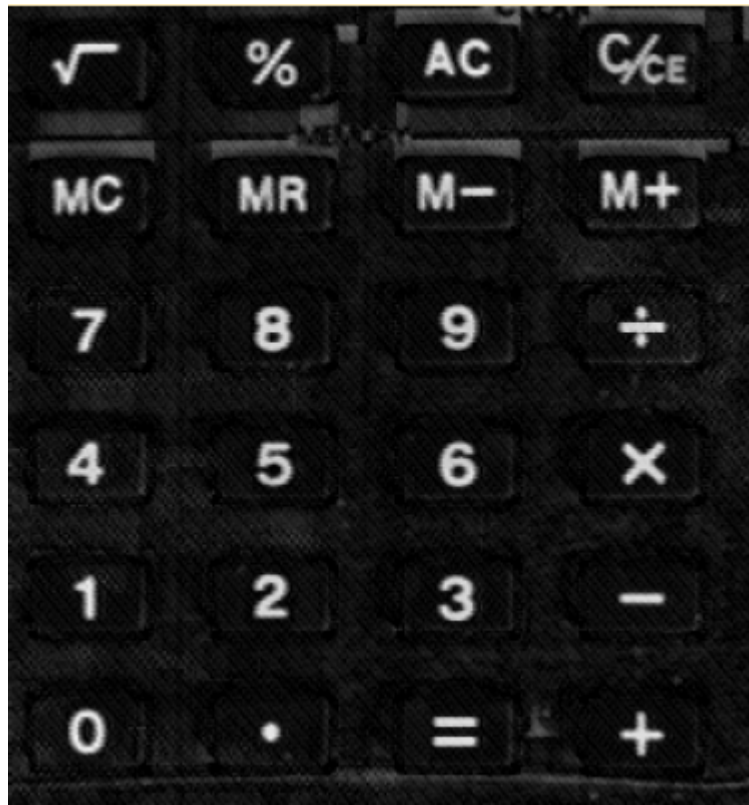 √ % AC C/CE
MC MR M− M+
7 8 9 ÷
4 5 6 ×
1 2 3 −
0 . = +